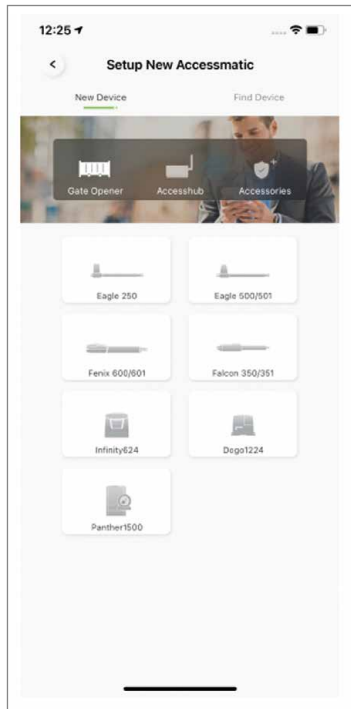 12:25
Setup New Accessmatic
New Device Find Device
Gate Opener Accesshub Accessories
Eagle 250 Eagle 500/501
Fenix 600/601 Falcon 350/351
Infinity624 Dogo1224
Panther1500